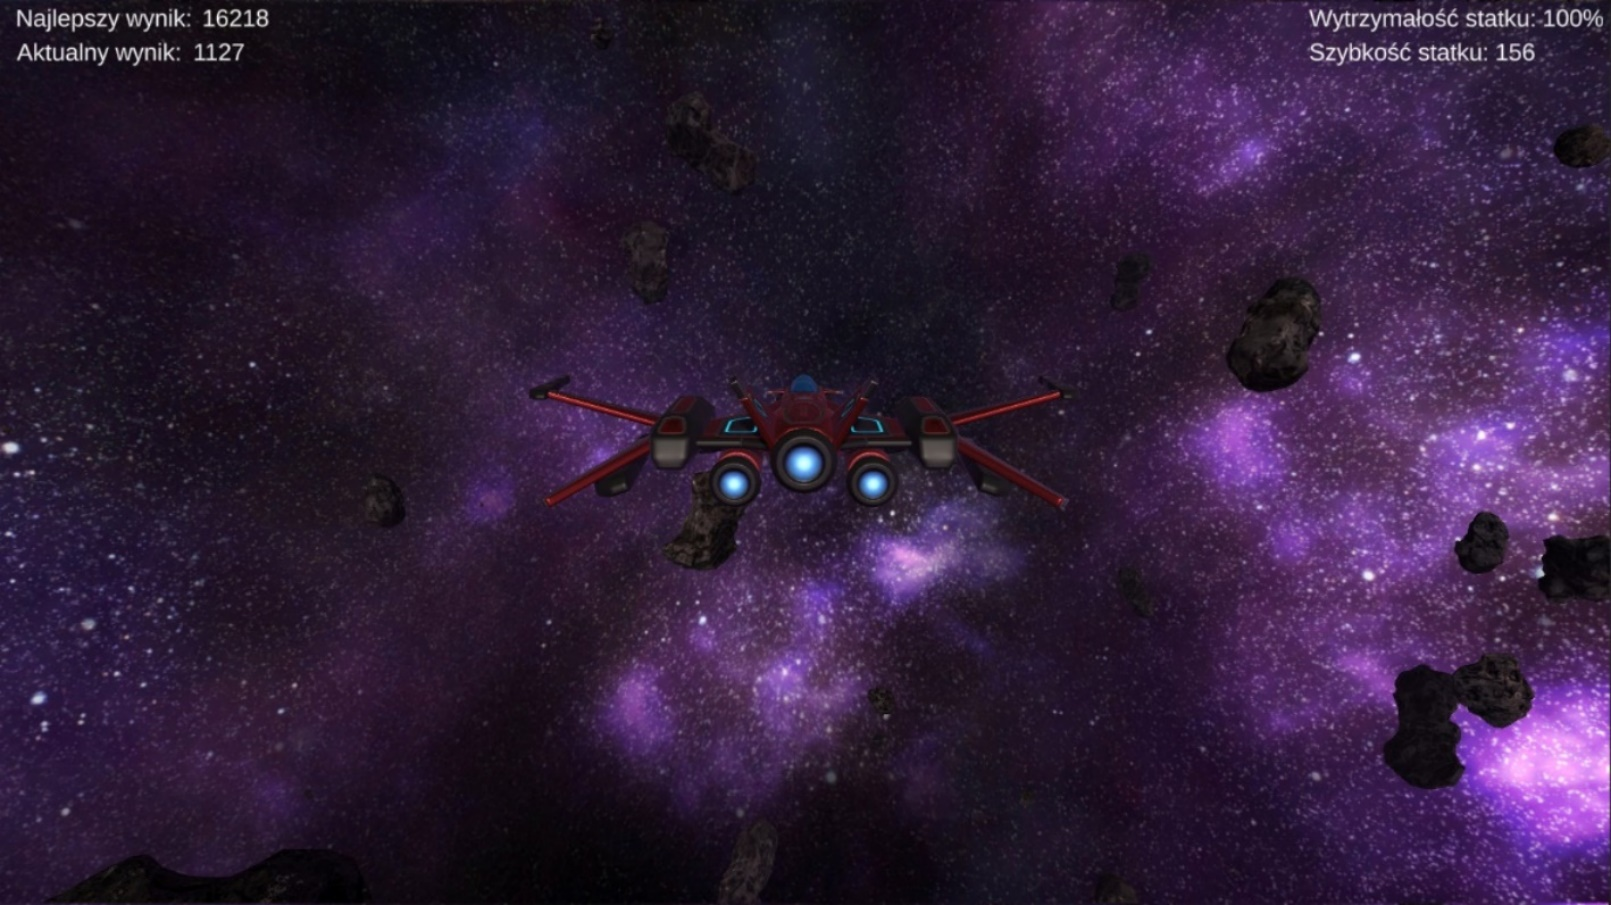 Najlepszy wynik: 16218
Aktualny wynik: 1127
Wytrzymałość statku: 100%
Szybkość statku: 156